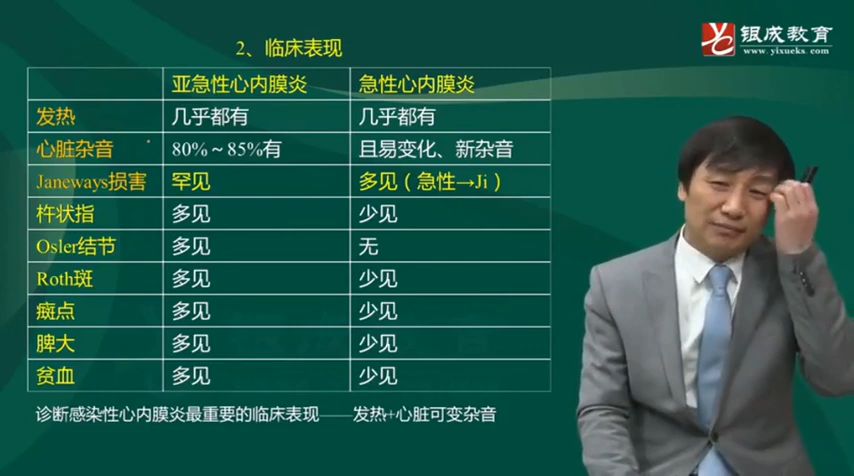 2、临床表现
银成教育
www.yixueks.com
亚急性心内膜炎 急性心内膜炎
发热 几乎都有 几乎都有
心脏杂音 80%～85%有 且易变化、新杂音
Janeways损害 罕见 多见（急性→Ji）
杵状指 多见 少见
Osler结节 多见 无
Roth斑 多见 少见
瘢点 多见 少见
脾大 多见 少见
贫血 多见 少见
诊断感染性心内膜炎最重要的临床表现——发热+心脏可变杂音